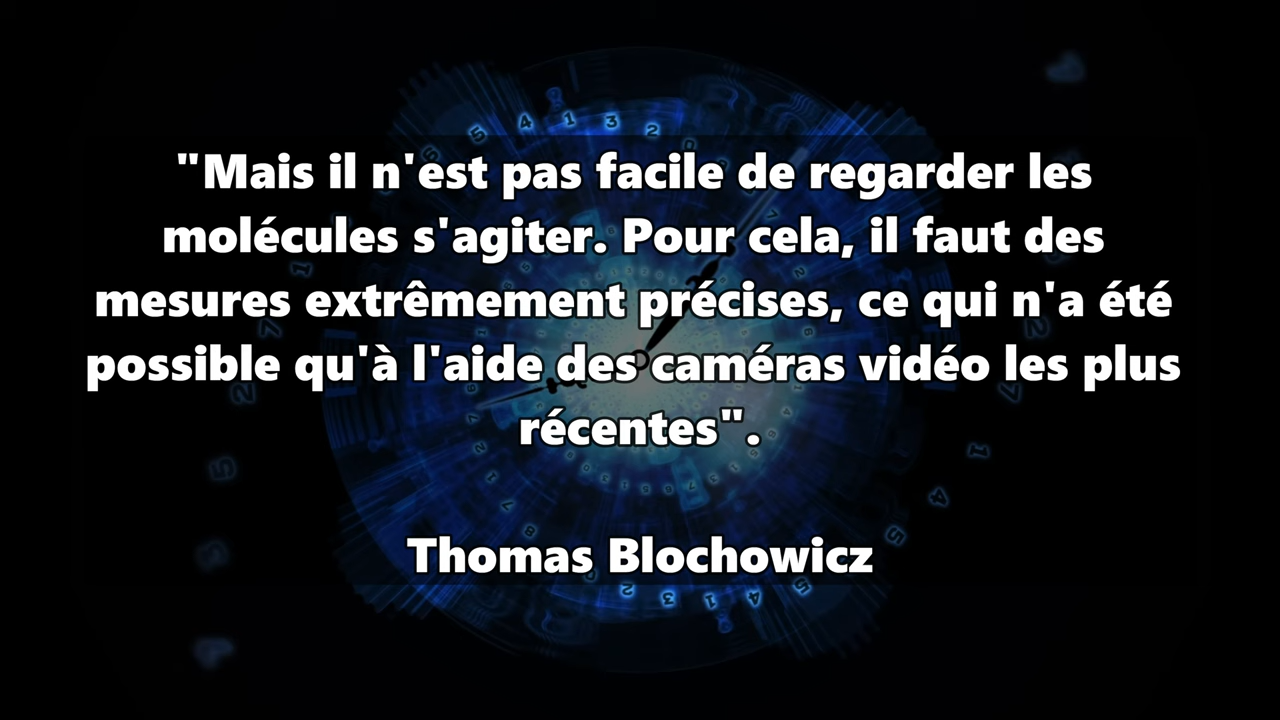 "Mais il n'est pas facile de regarder les
molécules s'agiter. Pour cela, il faut des
mesures extrêmement précises, ce qui n'a été
possible qu'à l'aide des caméras vidéo les plus
récentes".
Thomas Blochowicz